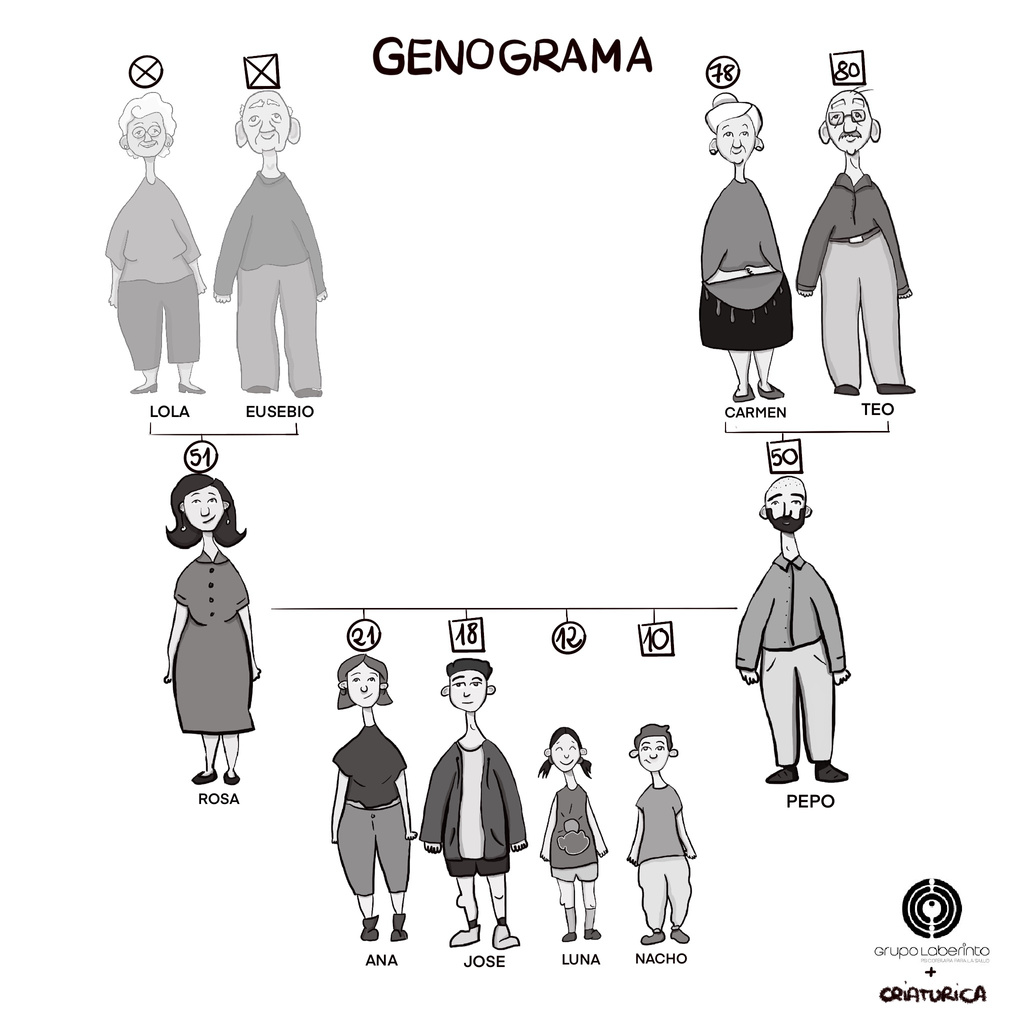 GENOGRAMA
78
80
LOLA
EUSEBIO
CARMEN
TEO
51
50
21
18
12
10
ROSA
PEPO
ANA
JOSE
LUNA
NACHO
Grupo Laberinto
+
CRIATURICA